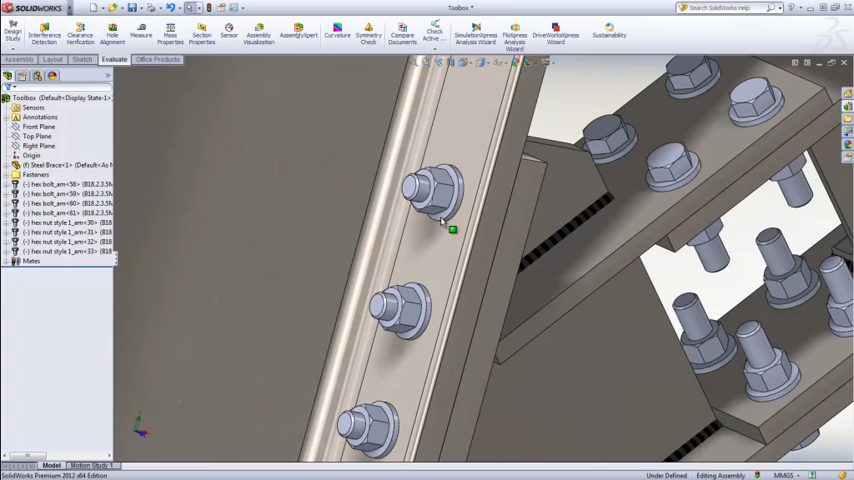 SOLIDWORKS
Toolbox *
Search SolidWorks Help
Design Study
Interference Detection
Clearance Verification
Hole Alignment
Measure
Mass Properties
Section Properties
Sensor
Assembly Visualization
AssemblyXpert
Curvature
Symmetry Check
Compare Documents
Check Active ...
SimulationXpress Analysis Wizard
FloXpress Analysis Wizard
DriveWorksXpress Wizard
Sustainability
Assembly Layout Sketch Evaluate Office Products
Toolbox (Default<Display State-1>)
Sensors
Annotations
Front Plane
Top Plane
Right Plane
Origin
(f) Steel Brace<1> (Default<As M
Fasteners
(-) hex bolt_am<58> (B18.2.3.5M
(-) hex bolt_am<59> (B18.2.3.5M
(-) hex bolt_am<60> (B18.2.3.5M
(-) hex bolt_am<61> (B18.2.3.5M
(-) hex nut style 1_am<30> (B18
(-) hex nut style 1_am<31> (B18
(-) hex nut style 1_am<32> (B18
(-) hex nut style 1_am<33> (B18
Mates
Model Motion Study 1
SolidWorks Premium 2012 x64 Edition
Under Defined Editing Assembly MMGS